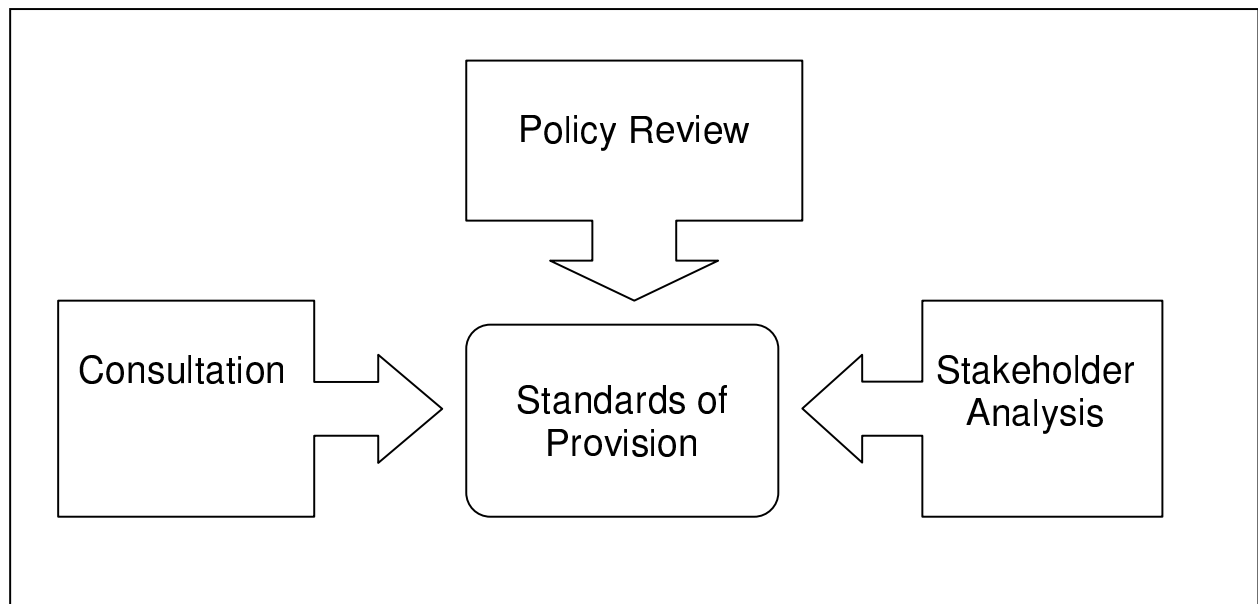 Policy Review
Consultation
Standards of
Provision
Stakeholder
Analysis